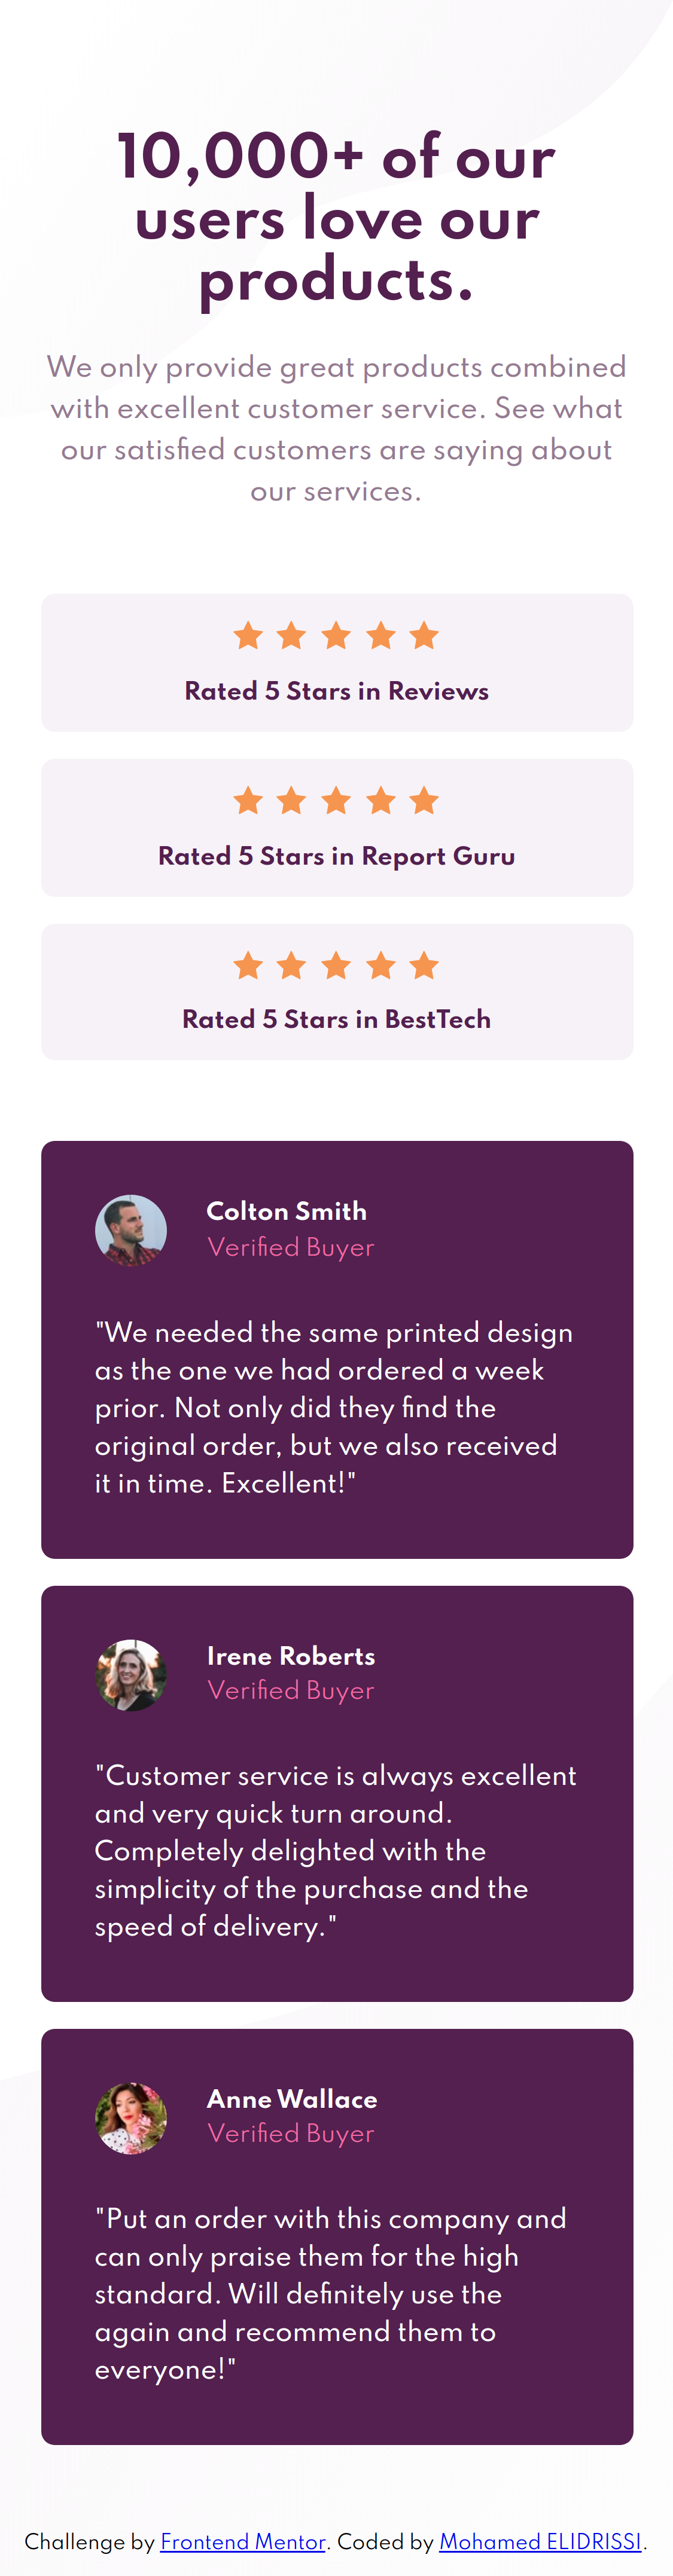 10,000+ of our
users love our
products.
We only provide great products combined
with excellent customer service. See what
our satisfied customers are saying about
our services.
Rated 5 Stars in Reviews
Rated 5 Stars in Report Guru
Rated 5 Stars in BestTech
Colton Smith
Verified Buyer
"We needed the same printed design
as the one we had ordered a week
prior. Not only did they find the
original order, but we also received
it in time. Excellent!"
Irene Roberts
Verified Buyer
"Customer service is always excellent
and very quick turn around.
Completely delighted with the
simplicity of the purchase and the
speed of delivery."
Anne Wallace
Verified Buyer
"Put an order with this company and
can only praise them for the high
standard. Will definitely use the
again and recommend them to
everyone!"
Challenge by Frontend Mentor. Coded by Mohamed ELIDRISSI.